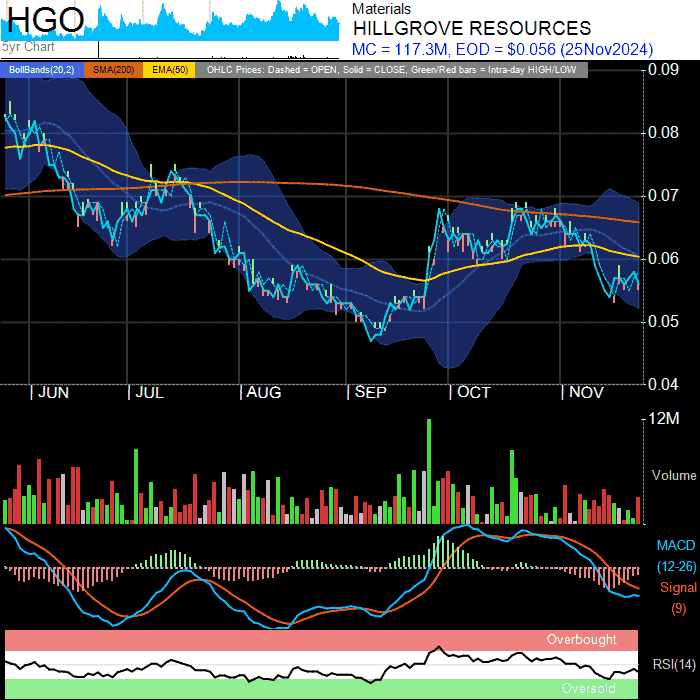 HGO
5yr Chart
Materials
HILLGROVE RESOURCES
MC = 117.3M, EOD = $0.056 (25Nov2024)
BollBands(20,2) SMA(200) EMA(50) OHLC Prices: Dashed = OPEN, Solid = CLOSE, Green/Red bars = Intra-day HIGH/LOW
0.09
0.08
0.07
0.06
0.05
0.04
JUN JUL AUG SEP OCT NOV
12M
Volume
MACD
(12-26)
Signal
(9)
Overbought
RSI(14)
Oversold